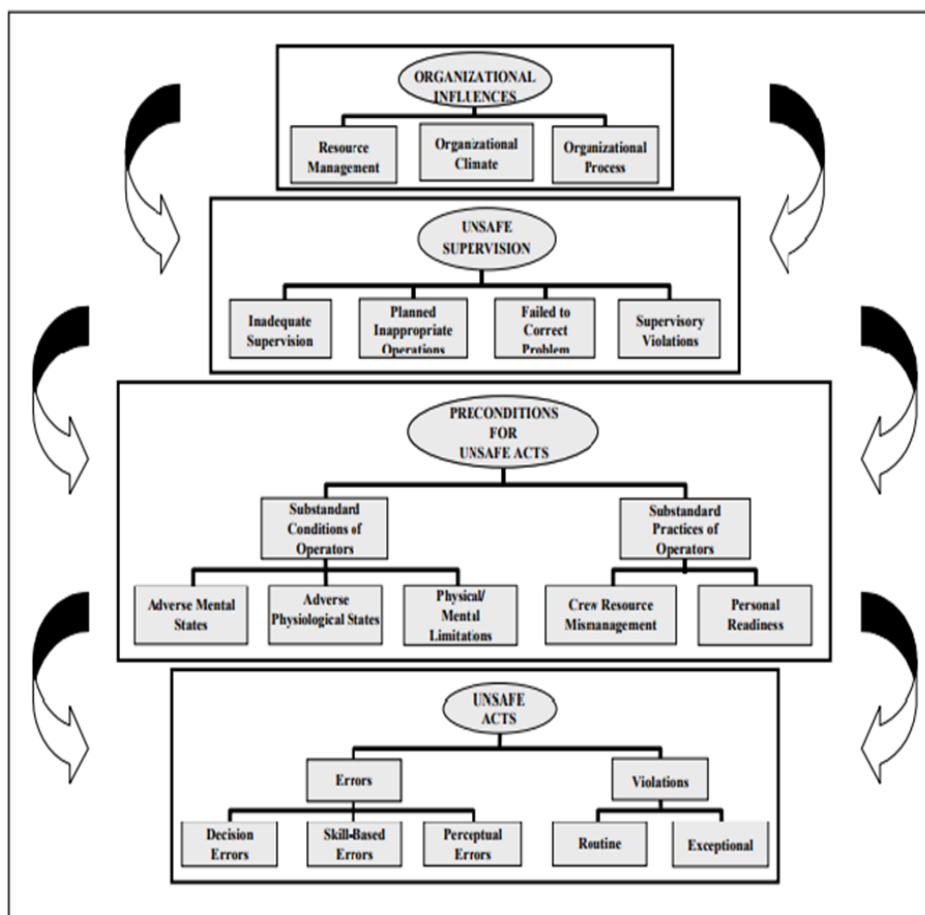 ORGANIZATIONAL
INFLUENCES
Resource
Management
Organizational
Climate
Organizational
Process
UNSAFE
SUPERVISION
Inadequate
Supervision
Planned
Inappropriate
Operations
Failed to
Correct
Problem
Supervisory
Violations
PRECONDITIONS
FOR
UNSAFE ACTS
Substandard
Conditions of
Operators
Substandard
Practices of
Operators
Adverse Mental
States
Adverse
Physiological States
Physical/
Mental
Limitations
Crew Resource
Mismanagement
Personal
Readiness
UNSAFE
ACTS
Errors
Violations
Decision
Errors
Skill-Based
Errors
Perceptual
Errors
Routine
Exceptional